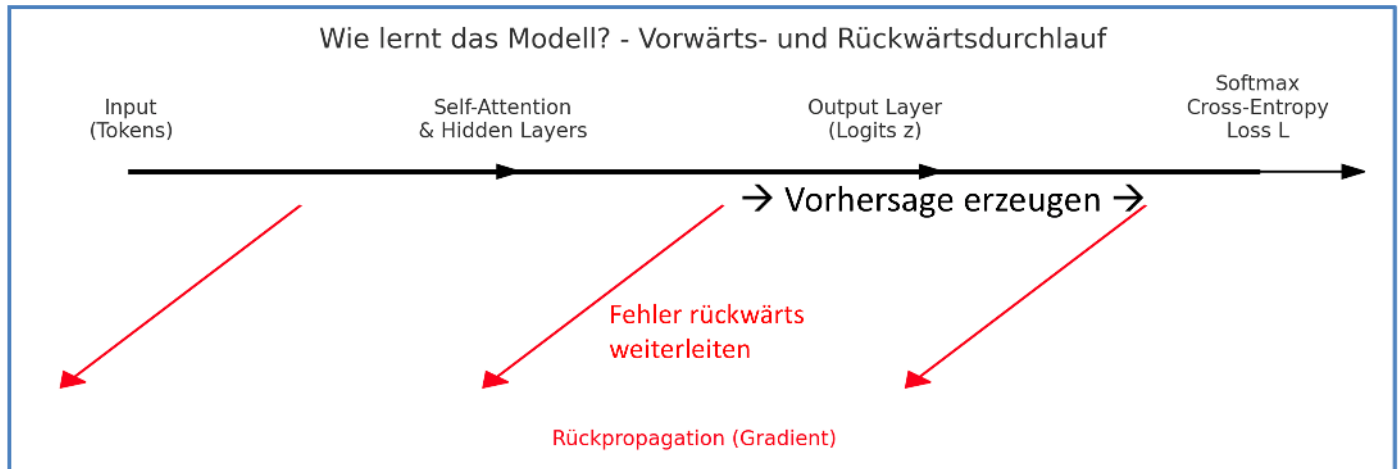 Wie lernt das Modell? - Vorwärts- und Rückwärtsdurchlauf
Input
(Tokens)
Self-Attention
& Hidden Layers
Output Layer
(Logits z)
Softmax
Cross-Entropy
Loss L
→ Vorhersage erzeugen →
Fehler rückwärts
weiterleiten
Rückpropagation (Gradient)